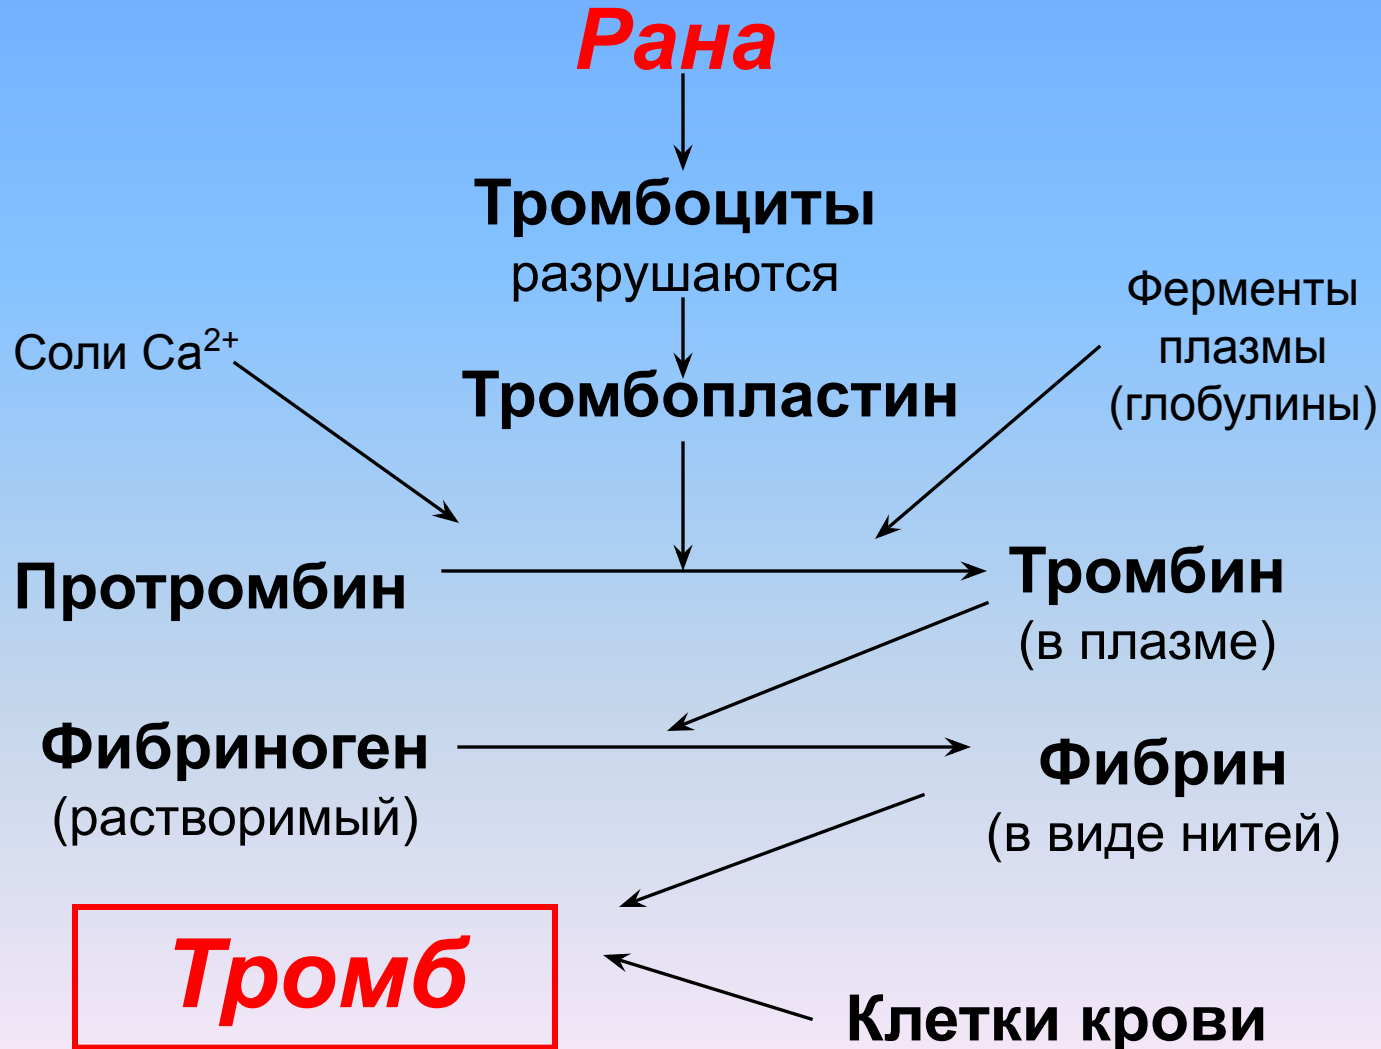 Рана
Тромбоциты
разрушаются
Ферменты
плазмы
(глобулины)
Соли Са²⁺
Тромбопластин
Протромбин
Тромбин
(в плазме)
Фибриноген
(растворимый)
Фибрин
(в виде нитей)
Тромб
Клетки крови